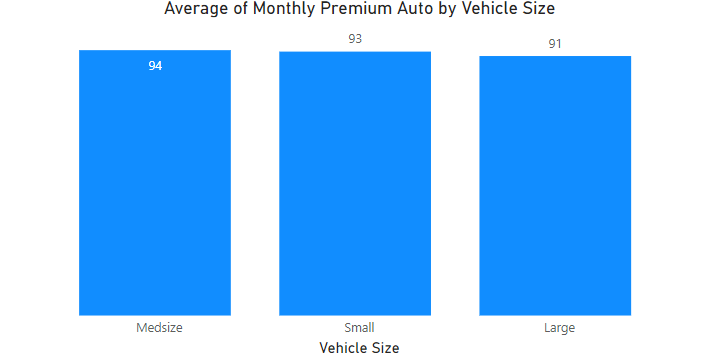 Average of Monthly Premium Auto by Vehicle Size
94
93
91
Medsize
Small
Large
Vehicle Size